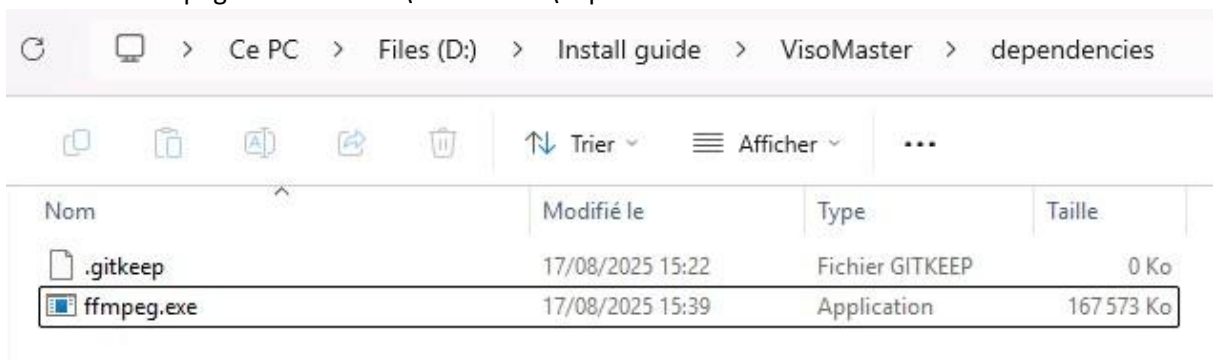 Ce PC > Files (D:) > Install guide > VisoMaster > dependencies
Trier Afficher ...
Nom Modifié le Type Taille
.gitkeep 17/08/2025 15:22 Fichier GITKEEP 0 Ko
ffmpeg.exe 17/08/2025 15:39 Application 167 573 Ko